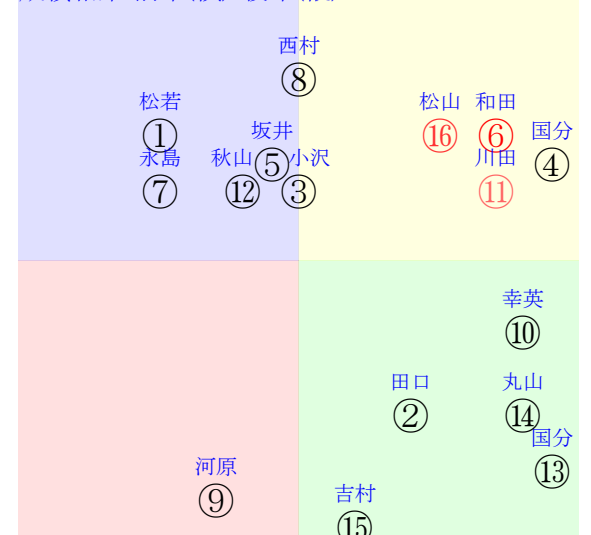 西村
⑧
松若
①
松山
⑯
和田
⑥
坂井
⑤
国分
④
永島
⑦
秋山
⑫
小沢
③
川田
⑪
幸英
⑩
田口
②
丸山
⑭
国分
⑬
河原
⑨
吉村
⑮